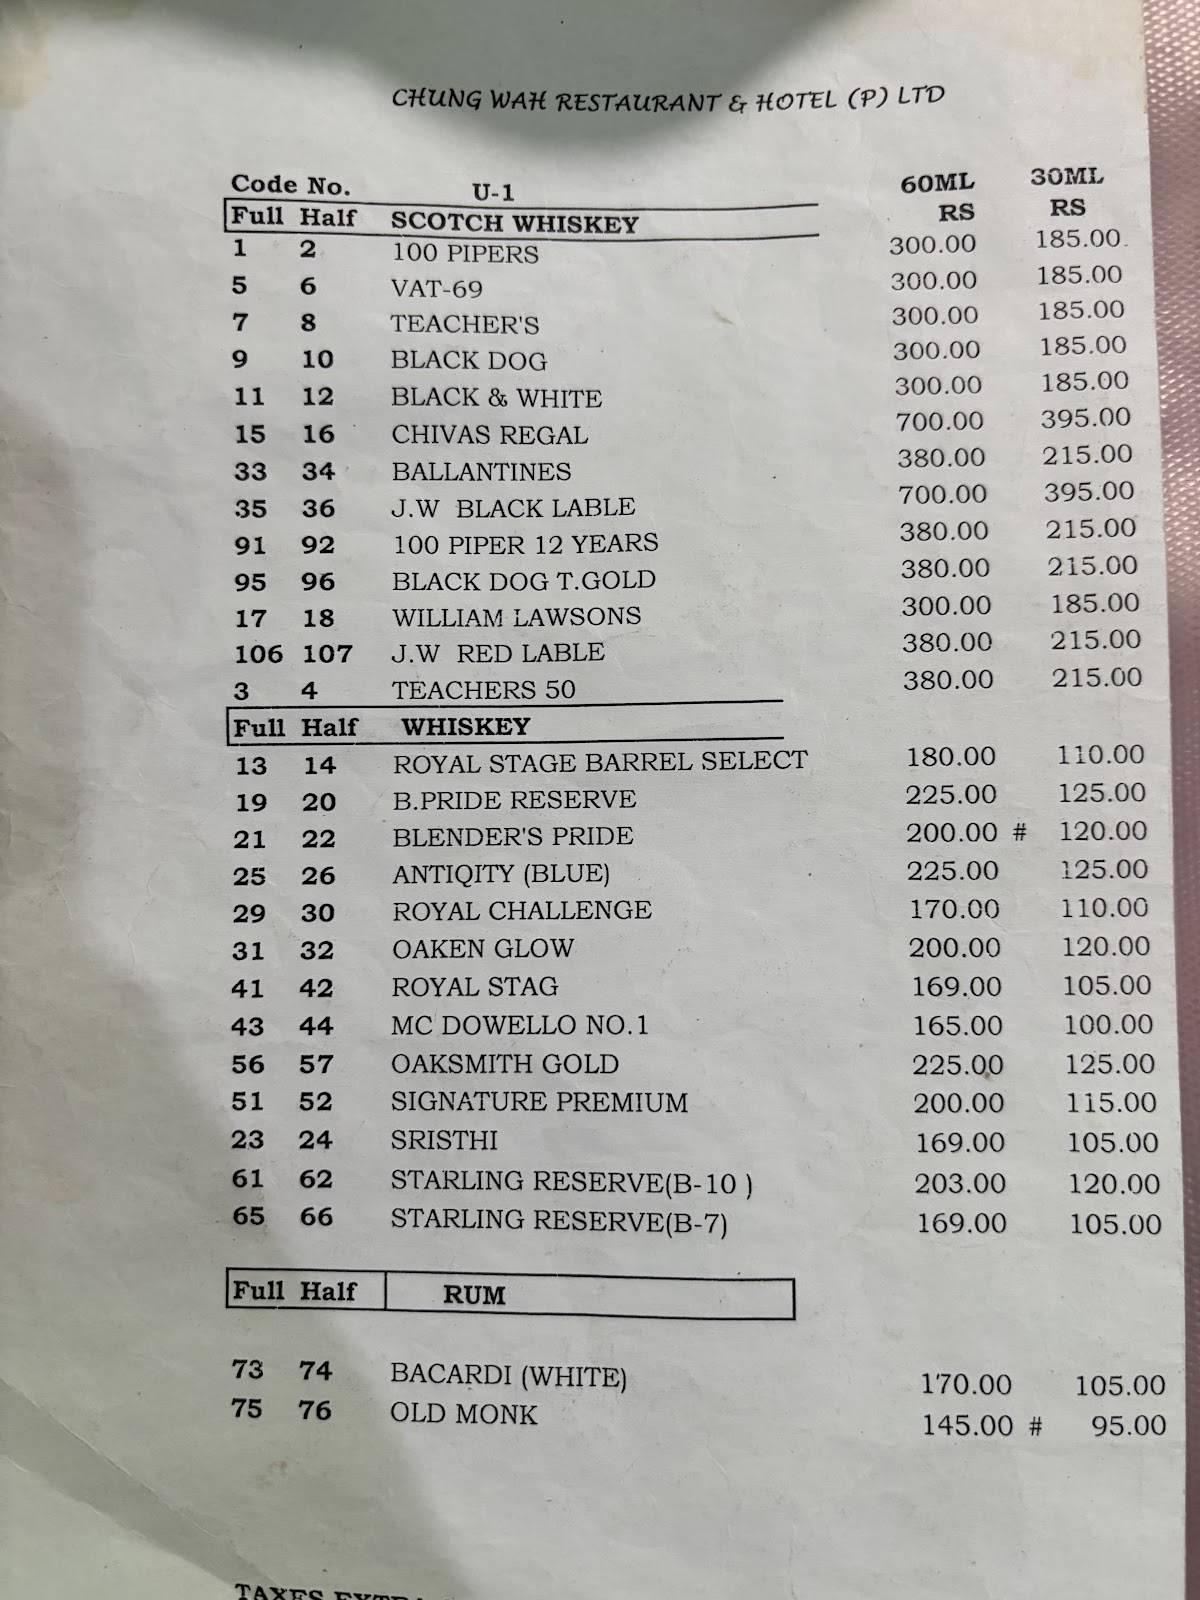 CHUNG WAH RESTAURANT & HOTEL (P) LTD
Code No. U-1 60ML 30ML
Full Half SCOTCH WHISKEY RS RS
1 2 100 PIPERS 300.00 185.00
5 6 VAT-69 300.00 185.00
7 8 TEACHER'S 300.00 185.00
9 10 BLACK DOG 300.00 185.00
11 12 BLACK & WHITE 300.00 185.00
15 16 CHIVAS REGAL 700.00 395.00
33 34 BALLANTINES 380.00 215.00
35 36 J.W BLACK LABLE 700.00 395.00
91 92 100 PIPER 12 YEARS 380.00 215.00
95 96 BLACK DOG T.GOLD 380.00 215.00
17 18 WILLIAM LAWSONS 300.00 185.00
106 107 J.W RED LABLE 380.00 215.00
3 4 TEACHERS 50 380.00 215.00
Full Half WHISKEY
13 14 ROYAL STAGE BARREL SELECT 180.00 110.00
19 20 B.PRIDE RESERVE 225.00 125.00
21 22 BLENDER'S PRIDE 200.00 # 120.00
25 26 ANTIQITY (BLUE) 225.00 125.00
29 30 ROYAL CHALLENGE 170.00 110.00
31 32 OAKEN GLOW 200.00 120.00
41 42 ROYAL STAG 169.00 105.00
43 44 MC DOWELLO NO.1 165.00 100.00
56 57 OAKSMITH GOLD 225.00 125.00
51 52 SIGNATURE PREMIUM 200.00 115.00
23 24 SRISTHI 169.00 105.00
61 62 STARLING RESERVE(B-10 ) 203.00 120.00
65 66 STARLING RESERVE(B-7) 169.00 105.00
Full Half RUM
73 74 BACARDI (WHITE) 170.00 105.00
75 76 OLD MONK 145.00 # 95.00
TAXES EXTRA